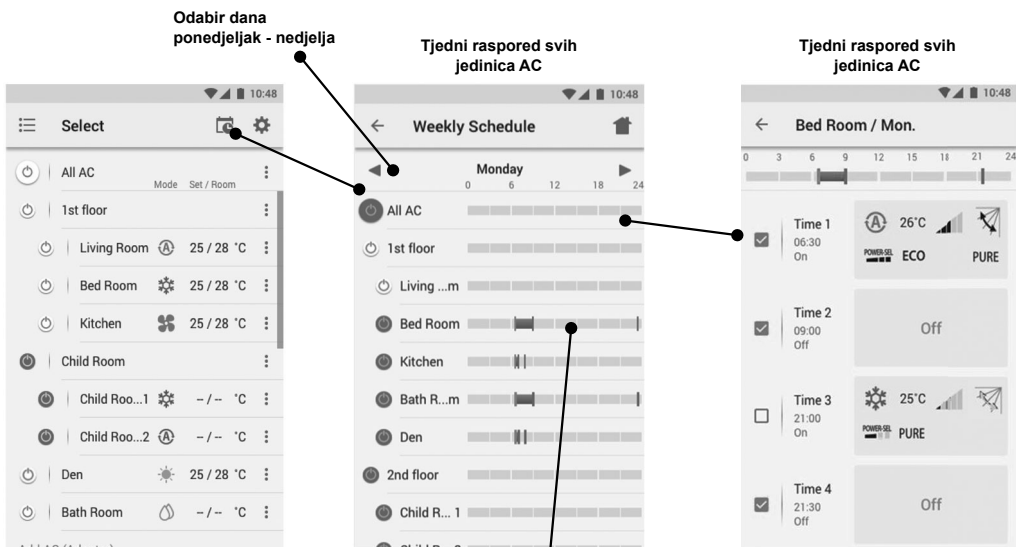 Odabir dana
ponedjeljak - nedjelja
Tjedni raspored svih
jedinica AC
Tjedni raspored svih
jedinica AC
10:48
Select
All AC
Mode Set / Room
1st floor
Living Room A 25 / 28 °C
Bed Room 25 / 28 °C
Kitchen 25 / 28 °C
Child Room
Child Roo...1 -- / -- °C
Child Roo...2 A -- / -- °C
Den 25 / 28 °C
Bath Room -- / -- °C
10:48
Weekly Schedule
Monday
0 6 12 18 24
All AC
1st floor
Living ...m
Bed Room
Kitchen
Bath R...m
Den
2nd floor
Child R... 1
10:48
Bed Room / Mon.
0 3 6 9 12 15 18 21 24
Time 1
06:30
On
A 26°C
POWER-SEL ECO PURE
Time 2
09:00
Off
Off
Time 3
21:00
On
25°C
POWER-SEL PURE
Time 4
21:30
Off
Off